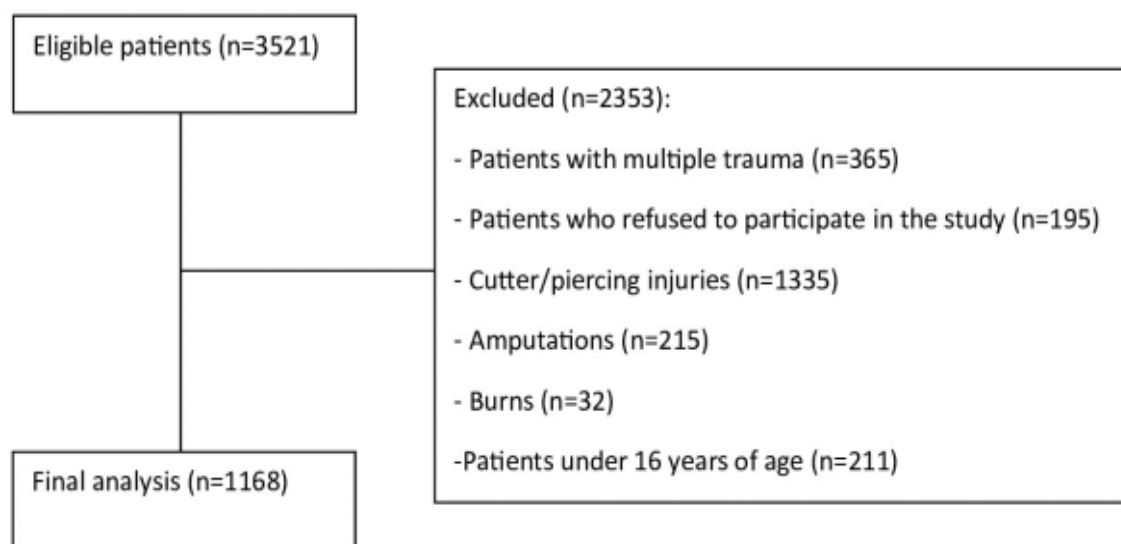 Eligible patients (n=3521)
Excluded (n=2353):
- Patients with multiple trauma (n=365)
- Patients who refused to participate in the study (n=195)
- Cutter/piercing injuries (n=1335)
- Amputations (n=215)
- Burns (n=32)
-Patients under 16 years of age (n=211)
Final analysis (n=1168)